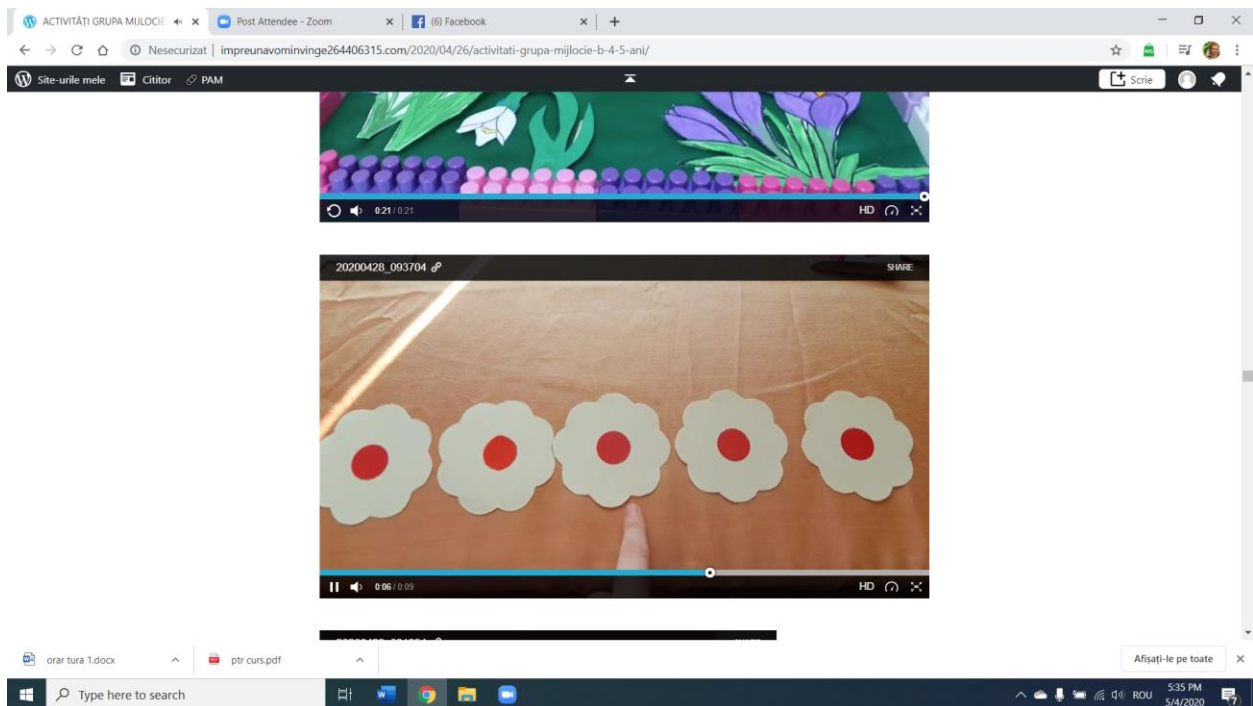 ACTIVITĂȚI GRUPA MIJLOCIE
Post Attendee - Zoom
(6) Facebook
Nesecurizat | impreunavominvinge264406315.com/2020/04/26/activitati-grupa-mijlocie-b-4-5-ani/
Site-urile mele Cititor PAM Scrie
0:21 / 0:21 HD
20200428_093704 SHARE
0:06 / 0:09 HD
orar tura 1.docx ptr curs.pdf Afișați-le pe toate
Type here to search ROU 5:35 PM
5/4/2020 7